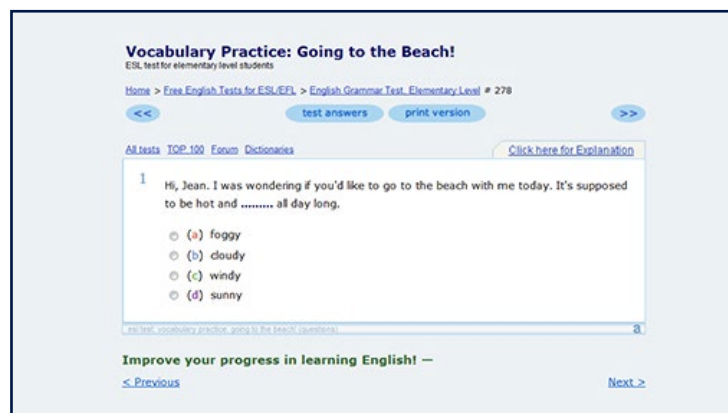 Vocabulary Practice: Going to the Beach!
ESL test for elementary level students
Home > Free English Tests for ESL/EFL > English Grammar Test, Elementary Level # 278
<< test answers print version >>
All tests TOP 100 Forum Dictionaries Click here for Explanation
1 Hi, Jean. I was wondering if you'd like to go to the beach with me today. It's supposed
to be hot and ......... all day long.
(a) foggy
(b) cloudy
(c) windy
(d) sunny
esl test: vocabulary practice: going to the beach! (questions) a
Improve your progress in learning English! —
< Previous Next >